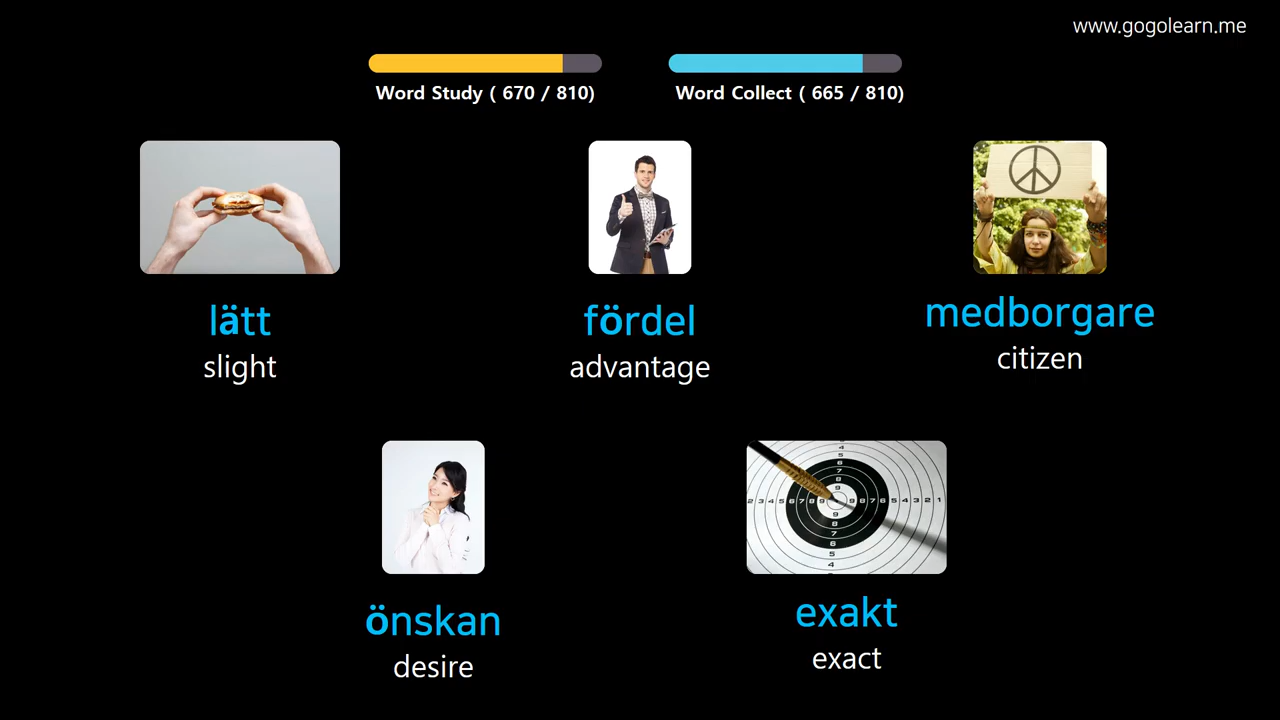 www.gogolearn.me
Word Study ( 670 / 810)
Word Collect ( 665 / 810)
lätt
slight
fördel
advantage
medborgare
citizen
önskan
desire
exakt
exact